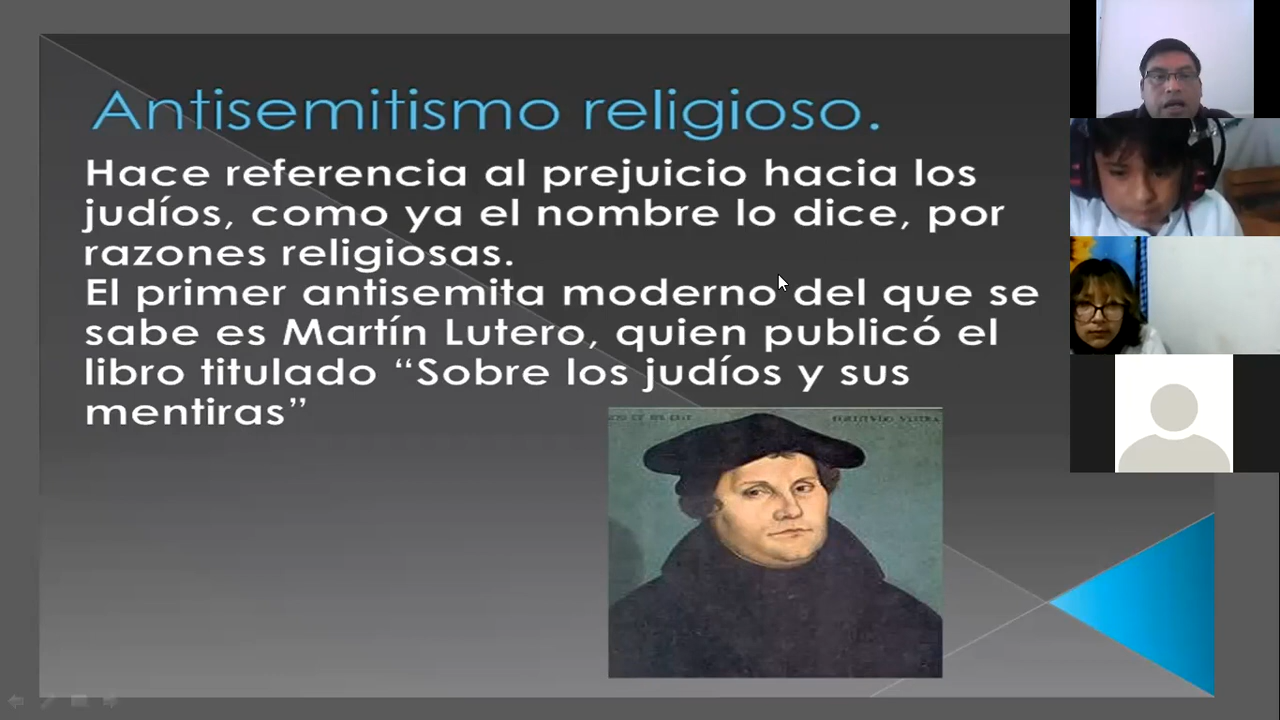 Antisemitismo religioso.
Hace referencia al prejuicio hacia los
judíos, como ya el nombre lo dice, por
razones religiosas.
El primer antisemita moderno del que se
sabe es Martín Lutero, quien publicó el
libro titulado “Sobre los judíos y sus
mentiras”